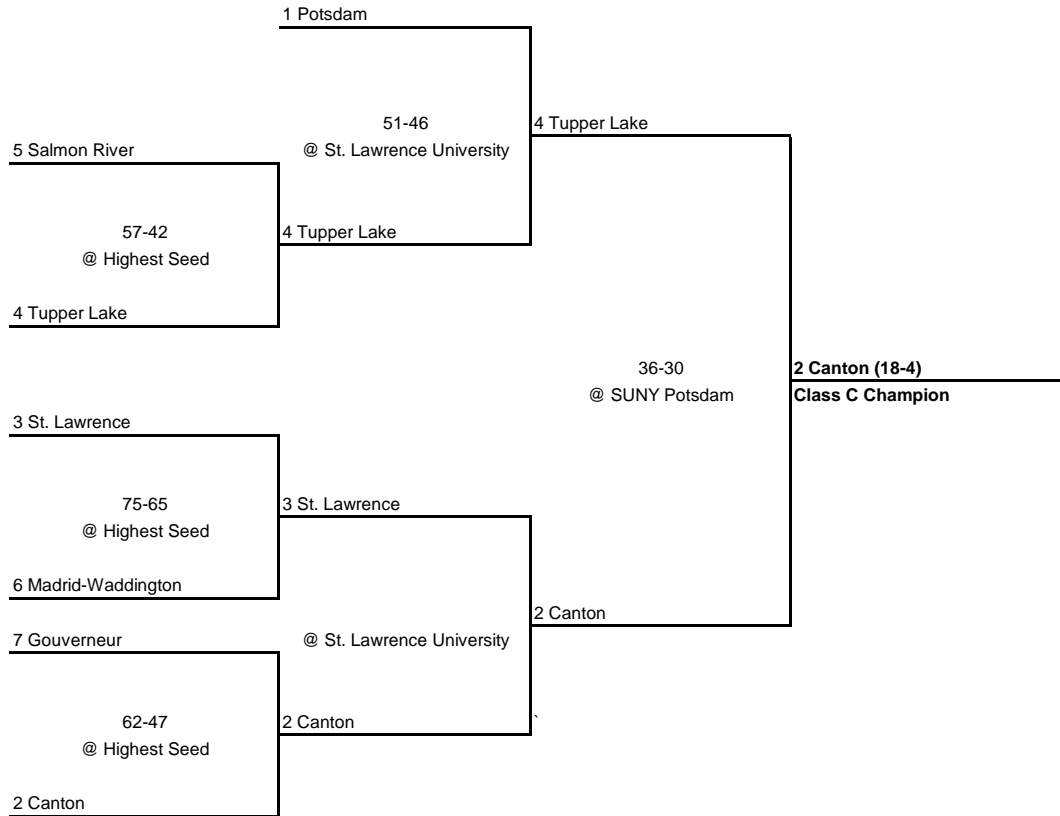 1 Potsdam
51-46
4 Tupper Lake
5 Salmon River
@ St. Lawrence University
57-42
4 Tupper Lake
@ Highest Seed
4 Tupper Lake
36-30
2 Canton (18-4)
@ SUNY Potsdam
Class C Champion
3 St. Lawrence
75-65
3 St. Lawrence
@ Highest Seed
6 Madrid-Waddington
2 Canton
7 Gouverneur
@ St. Lawrence University
62-47
2 Canton
`
@ Highest Seed
2 Canton